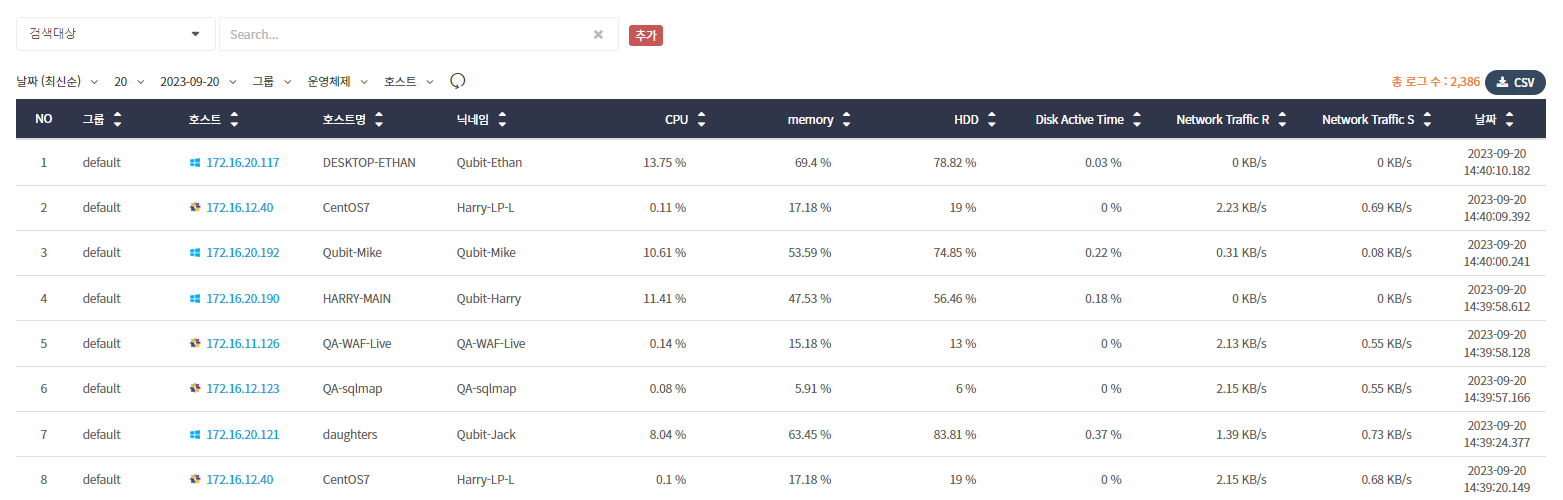 검색대상 Search... 추가
날짜 (최신순) 20 2023-09-20 그룹 운영체제 호스트 총 로그 수 : 2,386 CSV
NO 그룹 호스트 호스트명 닉네임 CPU memory HDD Disk Active Time Network Traffic R Network Traffic S 날짜
1 default 172.16.20.117 DESKTOP-ETHAN Qubit-Ethan 13.75 % 69.4 % 78.82 % 0.03 % 0 KB/s 0 KB/s 2023-09-20
14:40:10.182
2 default 172.16.12.40 CentOS7 Harry-LP-L 0.11 % 17.18 % 19 % 0 % 2.23 KB/s 0.69 KB/s 2023-09-20
14:40:09.392
3 default 172.16.20.192 Qubit-Mike Qubit-Mike 10.61 % 53.59 % 74.85 % 0.22 % 0.31 KB/s 0.08 KB/s 2023-09-20
14:40:00.241
4 default 172.16.20.190 HARRY-MAIN Qubit-Harry 11.41 % 47.53 % 56.46 % 0.18 % 0 KB/s 0 KB/s 2023-09-20
14:39:58.612
5 default 172.16.11.126 QA-WAF-Live QA-WAF-Live 0.14 % 15.18 % 13 % 0 % 2.13 KB/s 0.55 KB/s 2023-09-20
14:39:58.128
6 default 172.16.12.123 QA-sqlmap QA-sqlmap 0.08 % 5.91 % 6 % 0 % 2.15 KB/s 0.55 KB/s 2023-09-20
14:39:57.166
7 default 172.16.20.121 daughters Qubit-Jack 8.04 % 63.45 % 83.81 % 0.37 % 1.39 KB/s 0.73 KB/s 2023-09-20
14:39:24.377
8 default 172.16.12.40 CentOS7 Harry-LP-L 0.1 % 17.18 % 19 % 0 % 2.15 KB/s 0.68 KB/s 2023-09-20
14:39:20.149